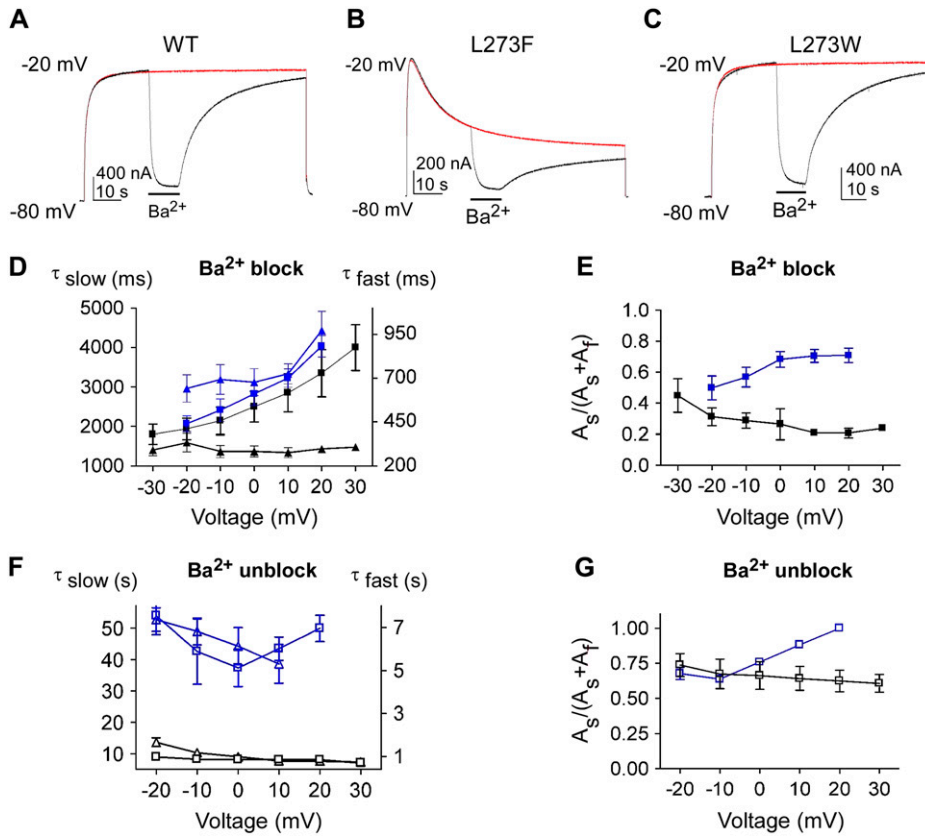 A
B
C
WT
L273F
L273W
-20 mV
-20 mV
-20 mV
400 nA
10 s
Ba2+
-80 mV
200 nA
10 s
Ba2+
-80 mV
400 nA
10 s
Ba2+
-80 mV
D
τ slow (ms)
Ba2+ block
τ fast (ms)
5000
4000
3000
2000
1000
950
700
450
200
-30 -20 -10 0 10 20 30
Voltage (mV)
E
Ba2+ block
As/(As+Af)
1.0
0.8
0.6
0.4
0.2
0.0
-30 -20 -10 0 10 20 30
Voltage (mV)
F
τ slow (s)
Ba2+ unblock
τ fast (s)
50
40
30
20
10
7
5
3
1
-20 -10 0 10 20 30
Voltage (mV)
G
Ba2+ unblock
As/(As+Af)
1.00
0.75
0.50
0.25
0.00
-20 -10 0 10 20 30
Voltage (mV)